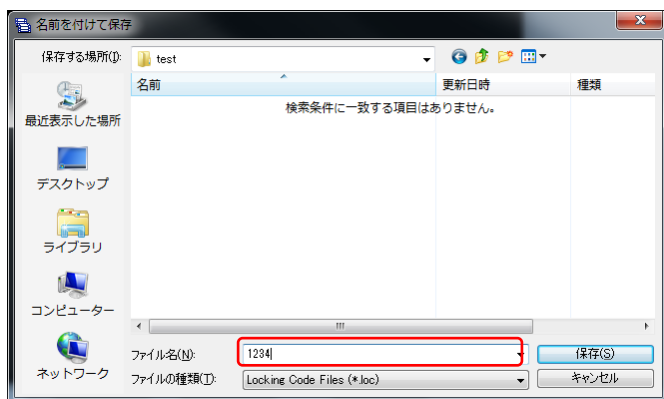 名前を付けて保存
保存する場所(I):
test
名前
更新日時
種類
検索条件に一致する項目はありません。
最近表示した場所
デスクトップ
ライブラリ
コンピューター
ネットワーク
ファイル名(N):
1234
保存(S)
ファイルの種類(T):
Locking Code Files (*.loc)
キャンセル